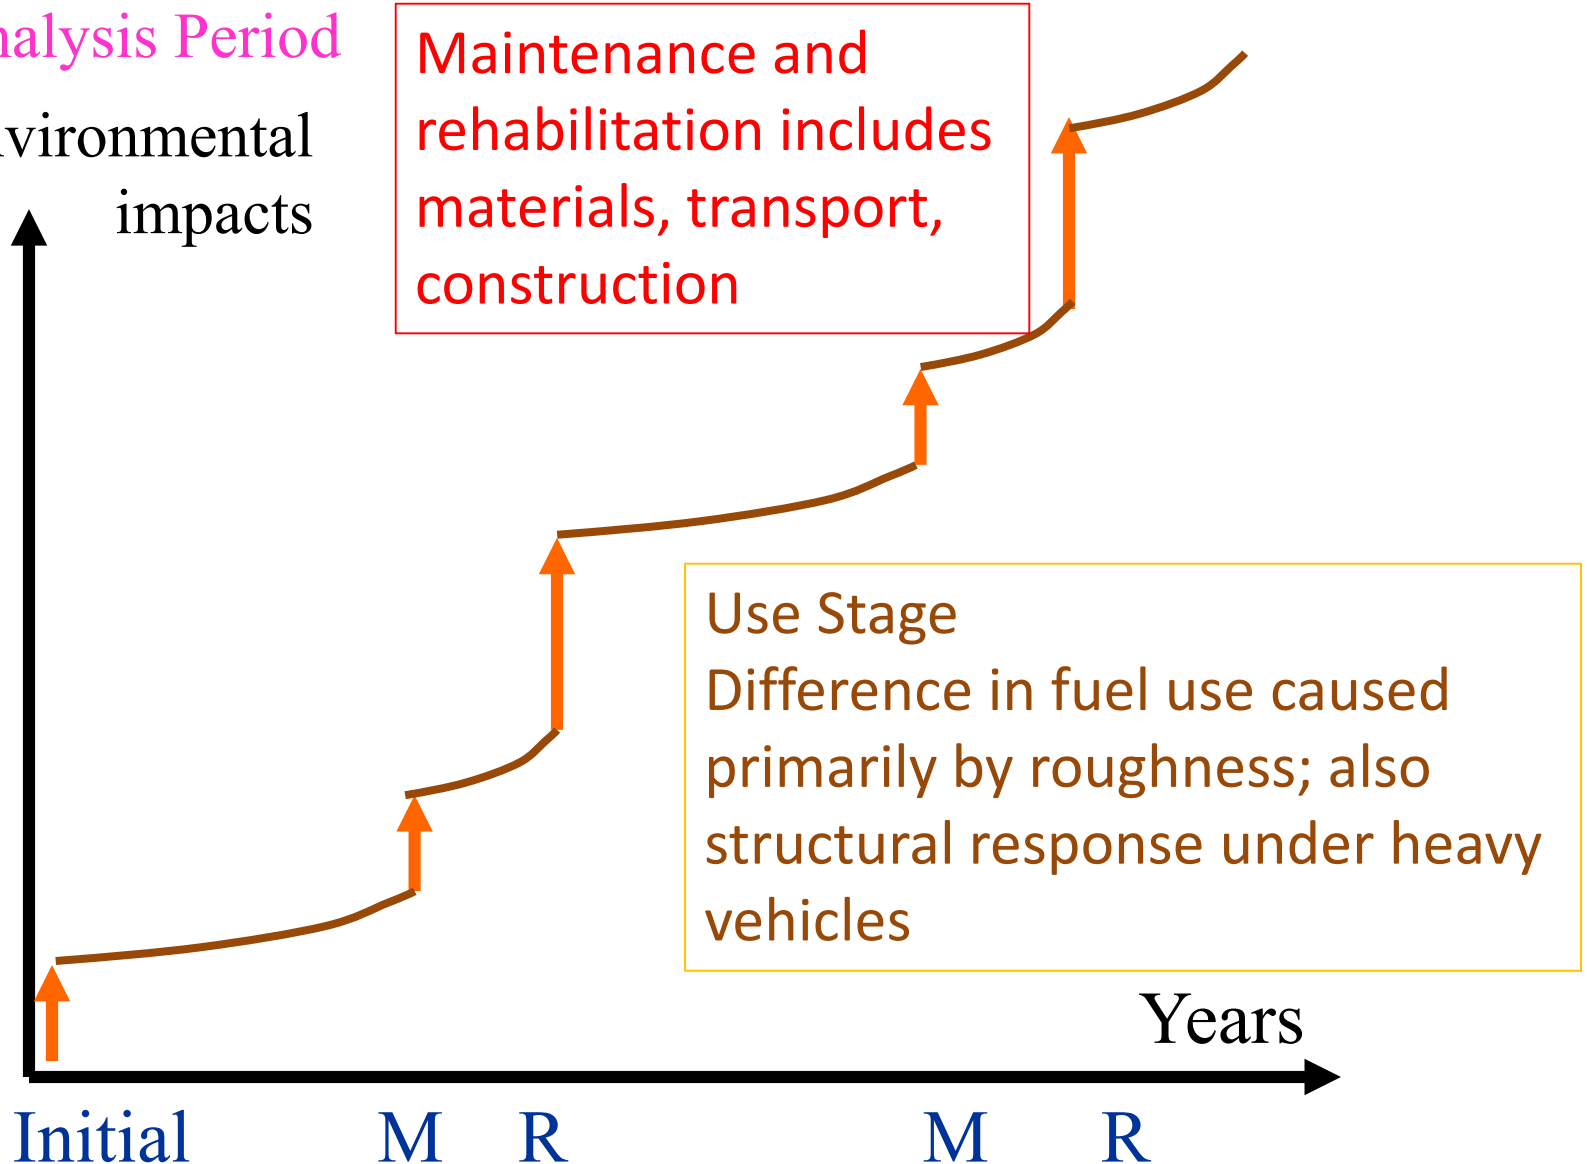 nalysis Period
vironmental
impacts
Maintenance and
rehabilitation includes
materials, transport,
construction
Use Stage
Difference in fuel use caused
primarily by roughness; also
structural response under heavy
vehicles
Years
Initial M R M R